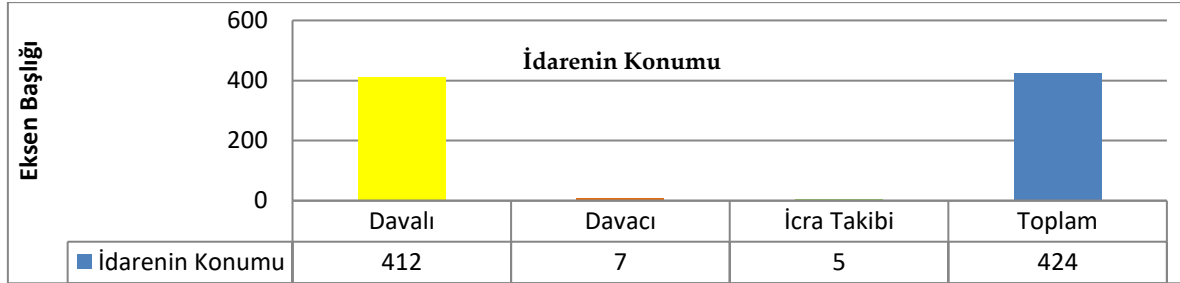 Eksen Başlığı
600
İdarenin Konumu
400
200
0
Davalı Davacı İcra Takibi Toplam
İdarenin Konumu 412 7 5 424